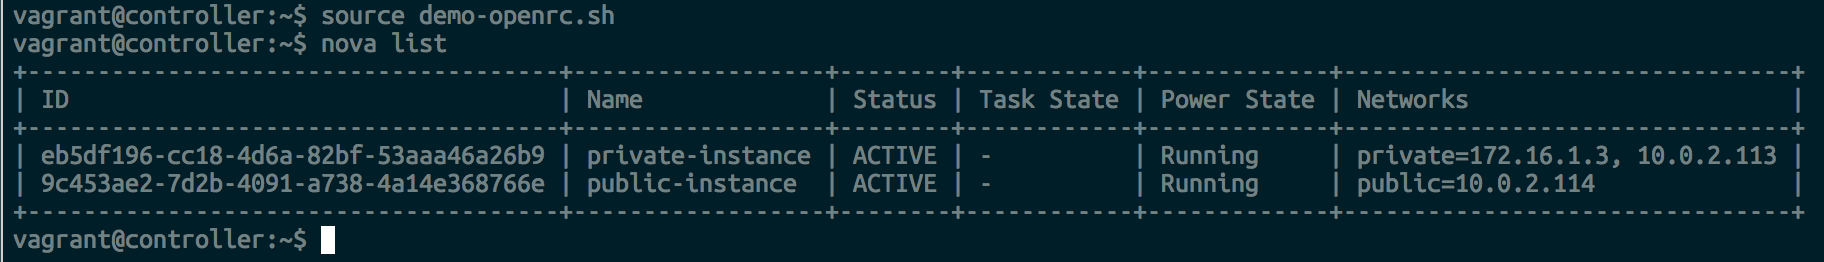 vagrant@controller:~$ source demo-openrc.sh
vagrant@controller:~$ nova list
+--------------------------------------+------------------+--------+------------+-------------+--------------------------------+
| ID                                   | Name             | Status | Task State | Power State | Networks                       |
+--------------------------------------+------------------+--------+------------+-------------+--------------------------------+
| eb5df196-cc18-4d6a-82bf-53aaa46a26b9 | private-instance | ACTIVE | -          | Running     | private=172.16.1.3, 10.0.2.113 |
| 9c453ae2-7d2b-4091-a738-4a14e368766e | public-instance  | ACTIVE | -          | Running     | public=10.0.2.114              |
+--------------------------------------+------------------+--------+------------+-------------+--------------------------------+
vagrant@controller:~$